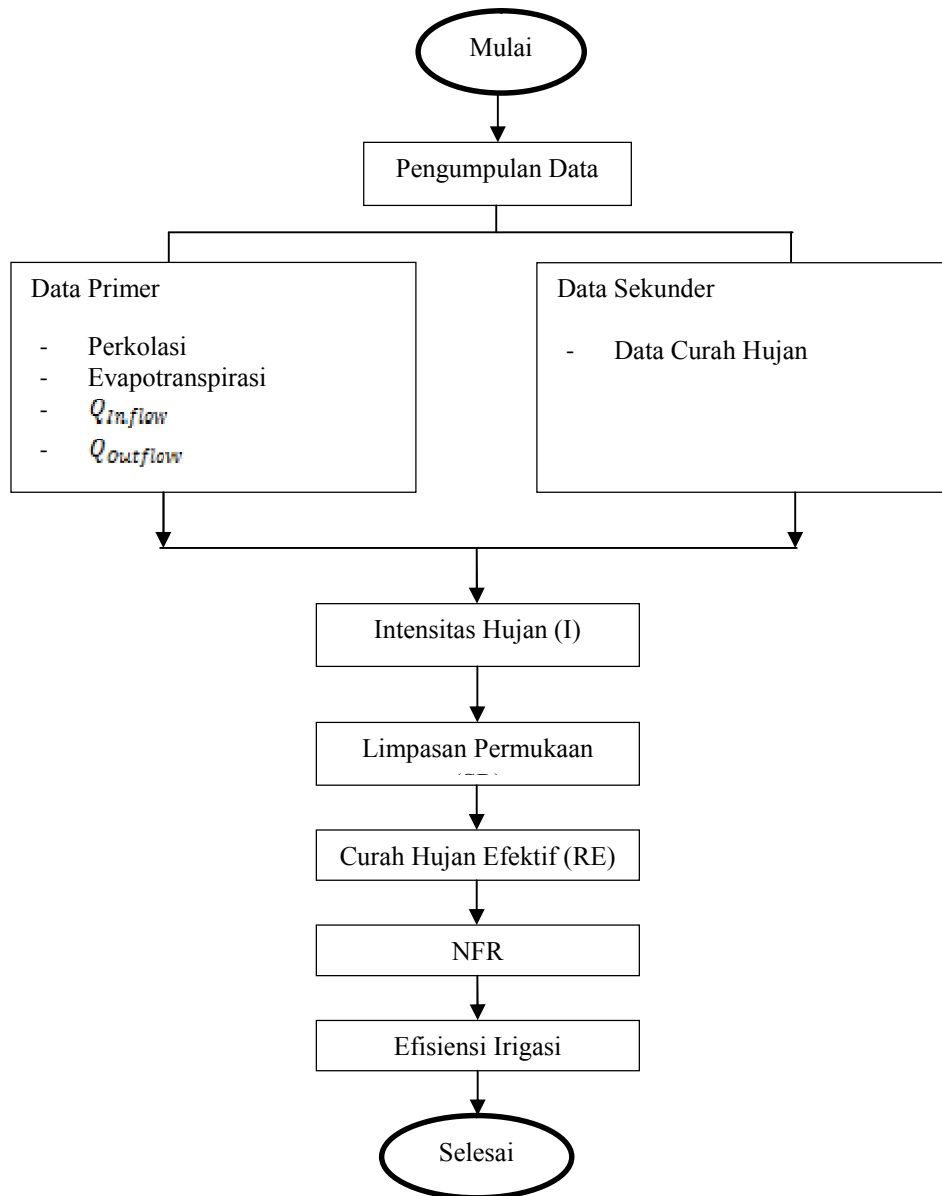 Mulai
Pengumpulan Data
Data Primer
- Perkolasi
- Evapotranspirasi
- Q_Inflow
- Q_Outflow
Data Sekunder
- Data Curah Hujan
Intensitas Hujan (I)
Limpasan Permukaan
Curah Hujan Efektif (RE)
NFR
Efisiensi Irigasi
Selesai